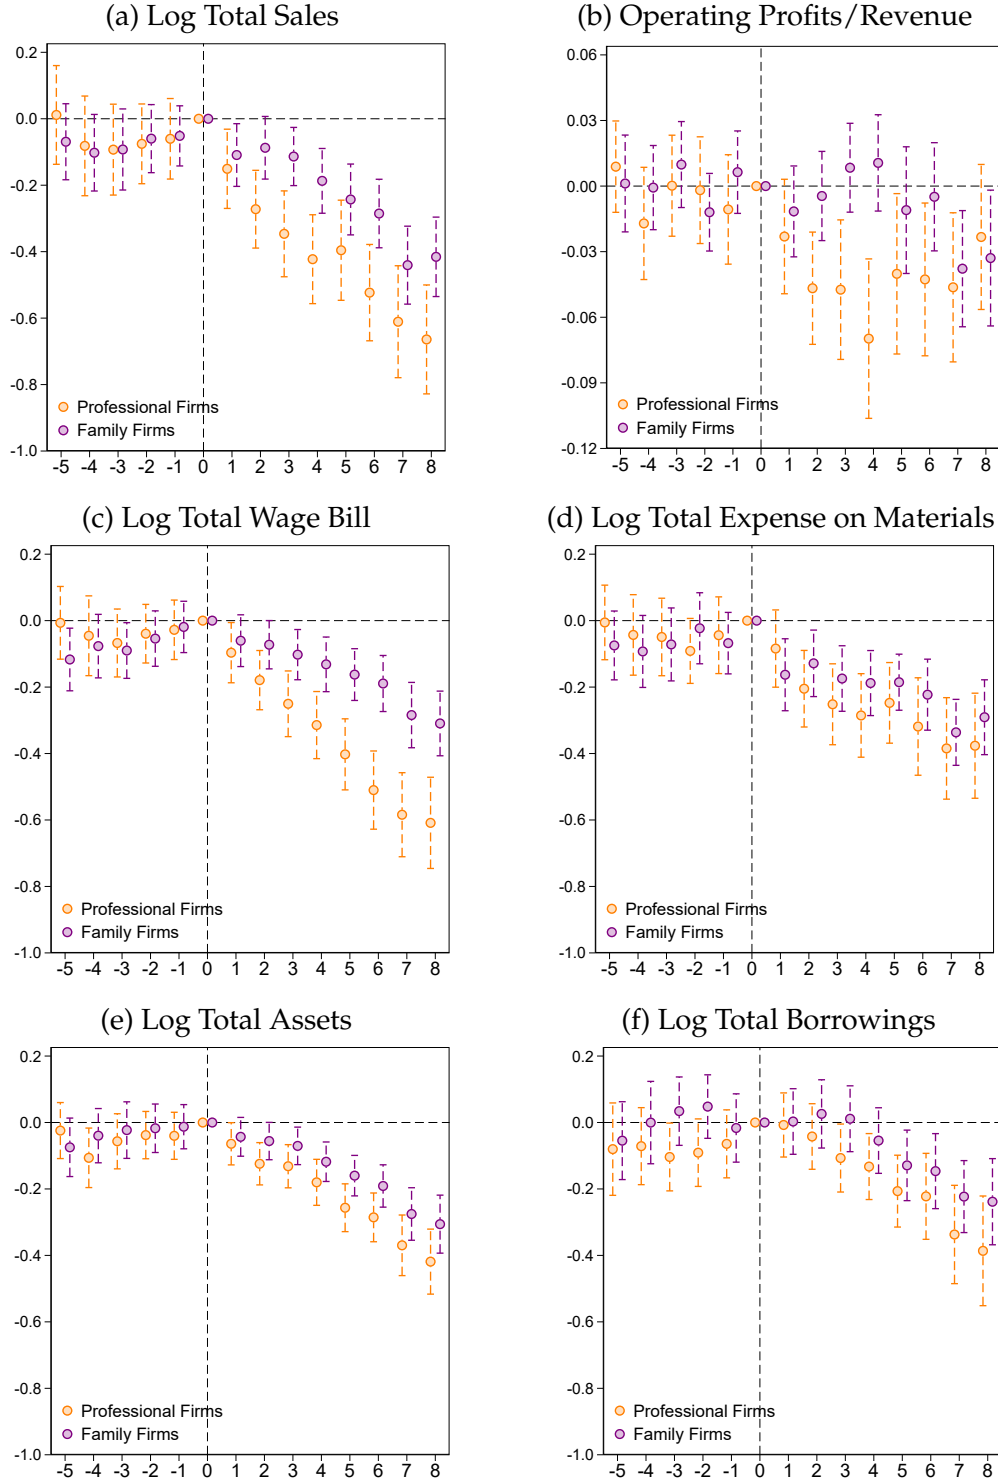 (a) Log Total Sales
0.2
0.0
-0.2
-0.4
-0.6
-0.8
-1.0
Professional Firms
Family Firms
-5 -4 -3 -2 -1 0 1 2 3 4 5 6 7 8
(b) Operating Profits/Revenue
0.06
0.03
0.00
-0.03
-0.06
-0.09
-0.12
Professional Firms
Family Firms
-5 -4 -3 -2 -1 0 1 2 3 4 5 6 7 8
(c) Log Total Wage Bill
0.2
0.0
-0.2
-0.4
-0.6
-0.8
-1.0
Professional Firms
Family Firms
-5 -4 -3 -2 -1 0 1 2 3 4 5 6 7 8
(d) Log Total Expense on Materials
0.2
0.0
-0.2
-0.4
-0.6
-0.8
-1.0
Professional Firms
Family Firms
-5 -4 -3 -2 -1 0 1 2 3 4 5 6 7 8
(e) Log Total Assets
0.2
0.0
-0.2
-0.4
-0.6
-0.8
-1.0
Professional Firms
Family Firms
-5 -4 -3 -2 -1 0 1 2 3 4 5 6 7 8
(f) Log Total Borrowings
0.2
0.0
-0.2
-0.4
-0.6
-0.8
-1.0
Professional Firms
Family Firms
-5 -4 -3 -2 -1 0 1 2 3 4 5 6 7 8